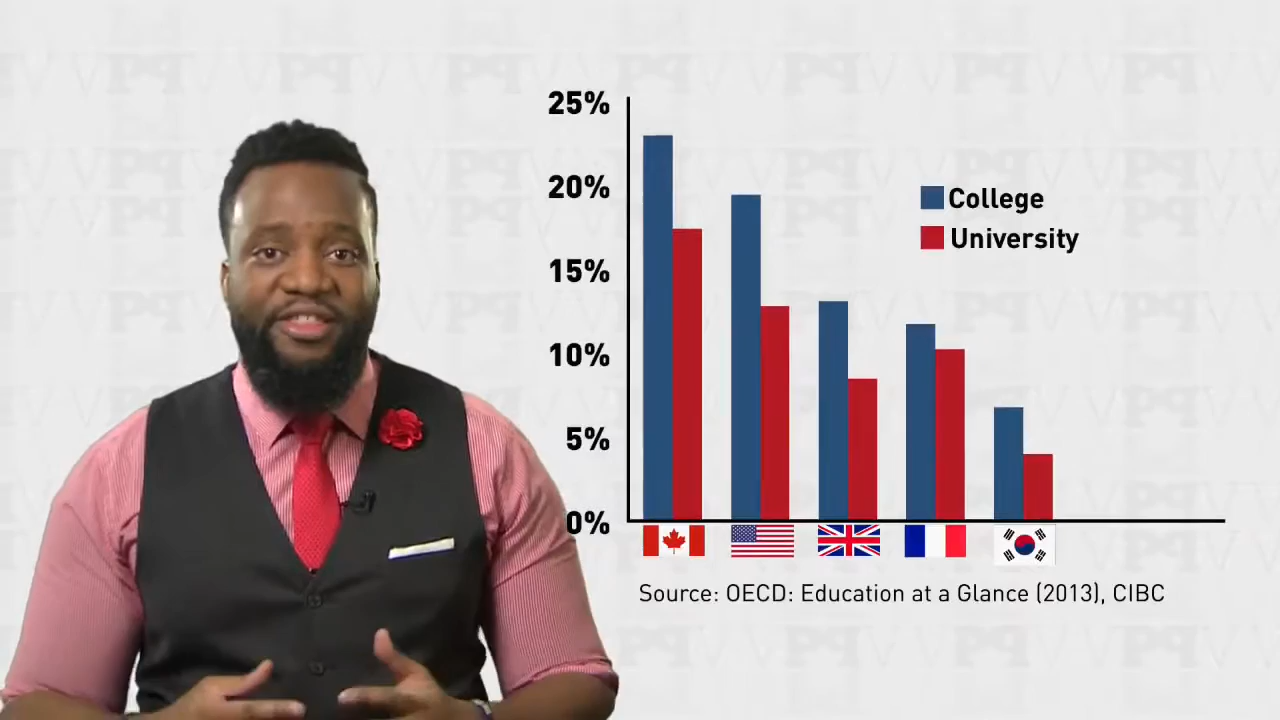 25%
20%
15%
10%
5%
0%
College
University
Source: OECD: Education at a Glance (2013), CIBC